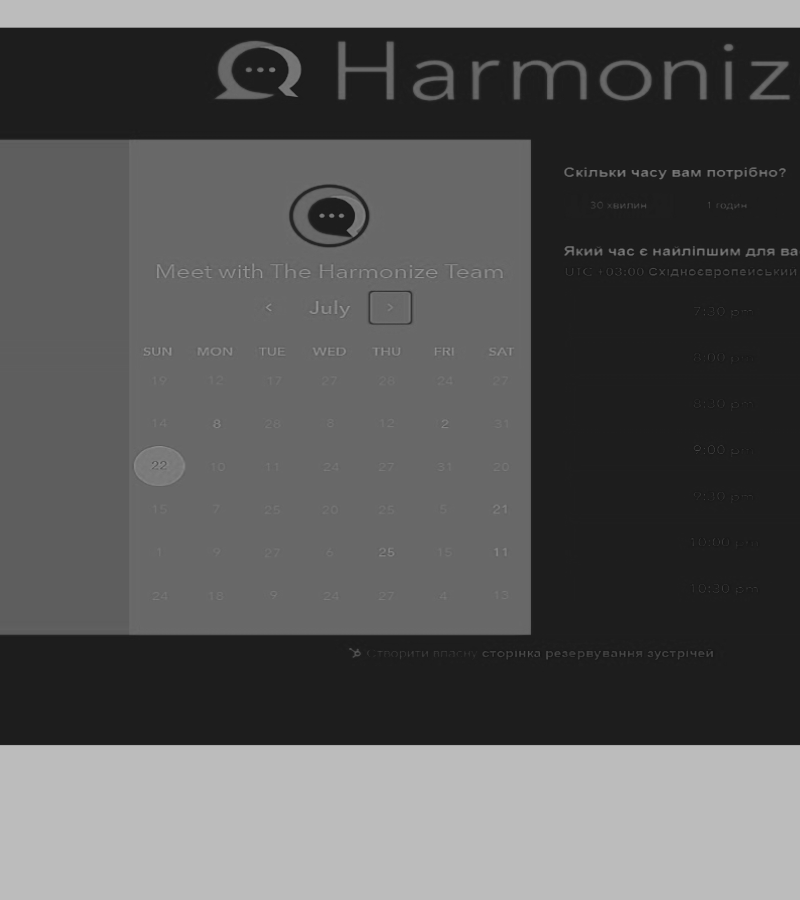 Harmoniz
Meet with The Harmonize Team
July
SUN MON TUE WED THU FRI SAT
19 12 17 27 28 24 27
14 8 28 3 12 2 31
22 10 11 24 27 31 20
15 7 25 20 25 5 21
1 9 27 6 25 15 11
24 18 9 24 27 4 13
Скільки часу вам потрібно?
30 хвилин 1 годин
Який час є найліпшим для ва
UTC +03:00 Східноєвропейський
7:30 pm
8:00 pm
8:30 pm
9:00 pm
9:30 pm
10:00 pm
10:30 pm
Створити власну сторінка резервування зустрічей